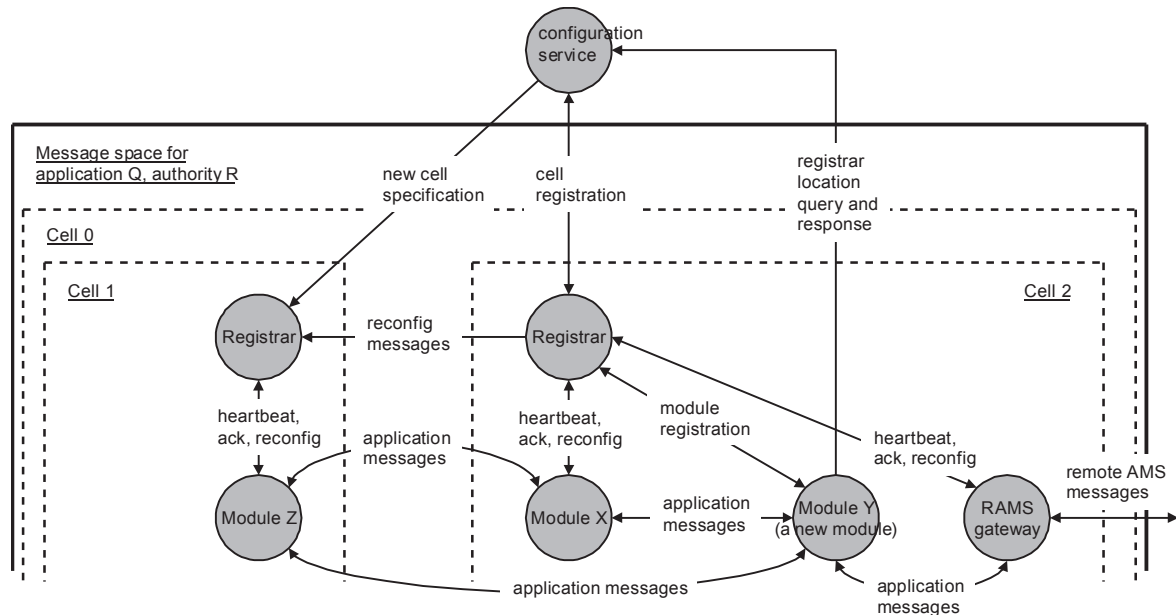 configuration
service
Message space for
application Q, authority R
new cell
specification
cell
registration
registrar
location
query and
response
Cell 0
Cell 1
Cell 2
Registrar
reconfig
messages
Registrar
heartbeat,
ack, reconfig
application
messages
heartbeat,
ack, reconfig
module
registration
heartbeat,
ack, reconfig
remote AMS
messages
Module Z
Module X
application
messages
Module Y
(a new module)
RAMS
gateway
application messages
application
messages